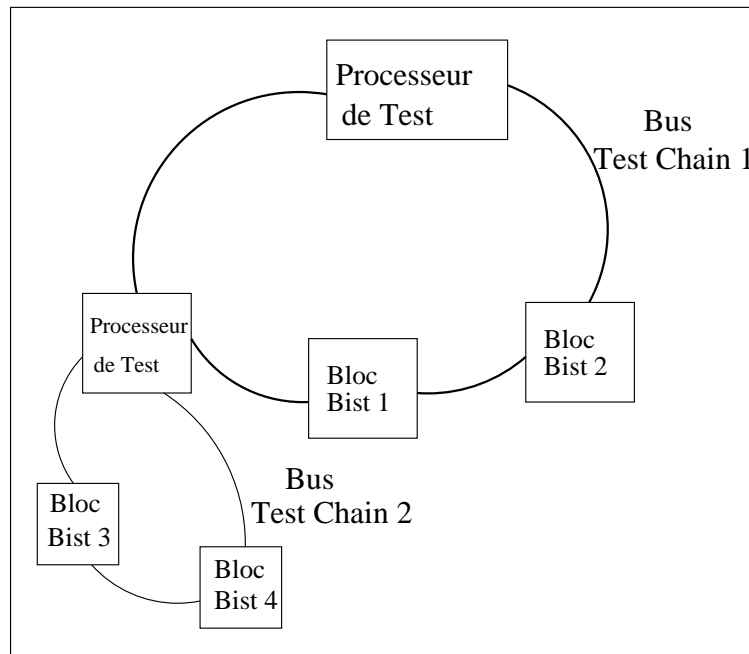 Processeur
de Test
Bus
Test Chain 1
Processeur
de Test
Bloc
Bist 1
Bloc
Bist 2
Bus
Test Chain 2
Bloc
Bist 3
Bloc
Bist 4